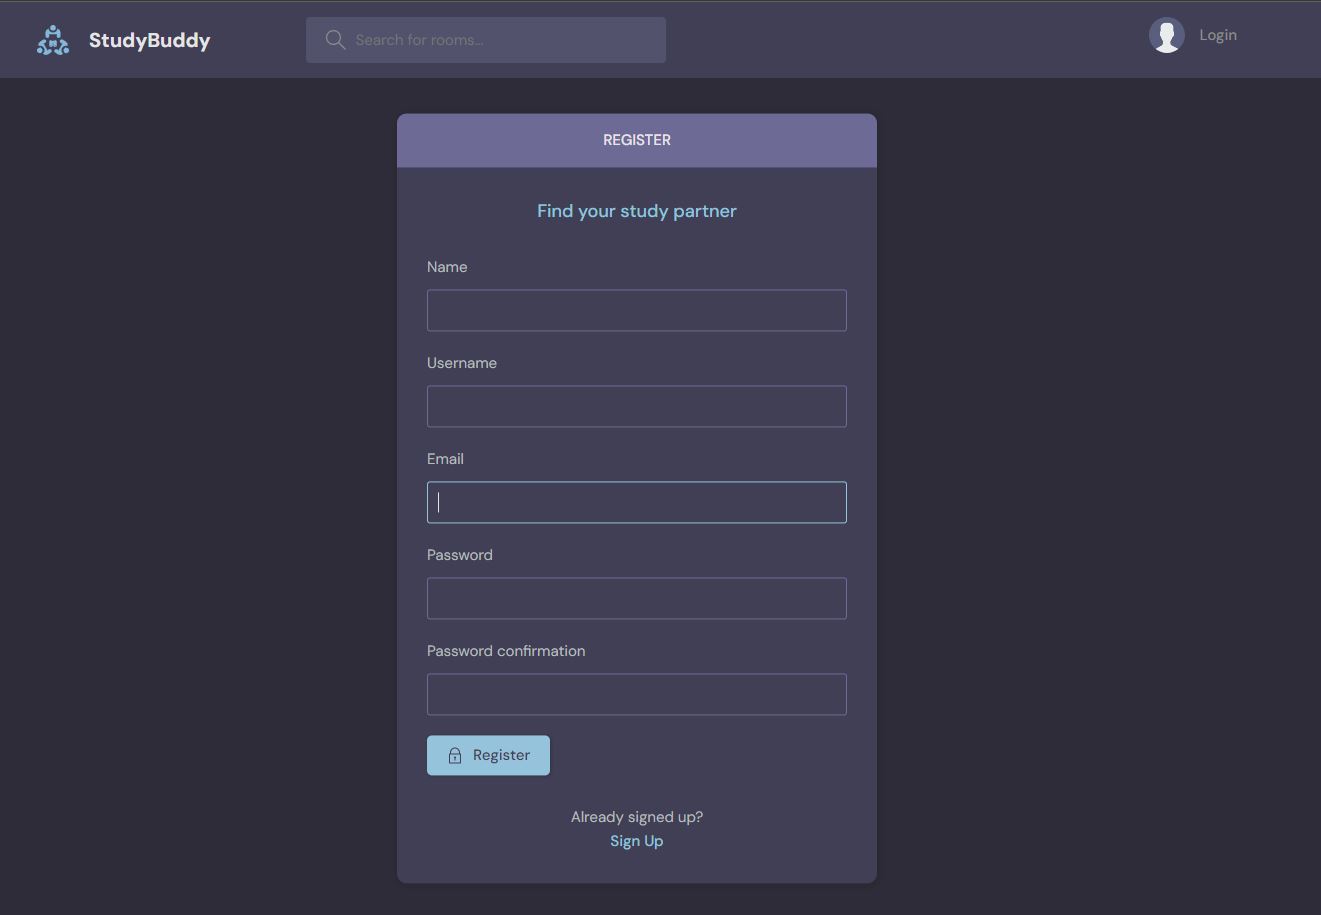 StudyBuddy
Search for rooms...
Login
REGISTER
Find your study partner
Name
Username
Email
Password
Password confirmation
Register
Already signed up?
Sign Up